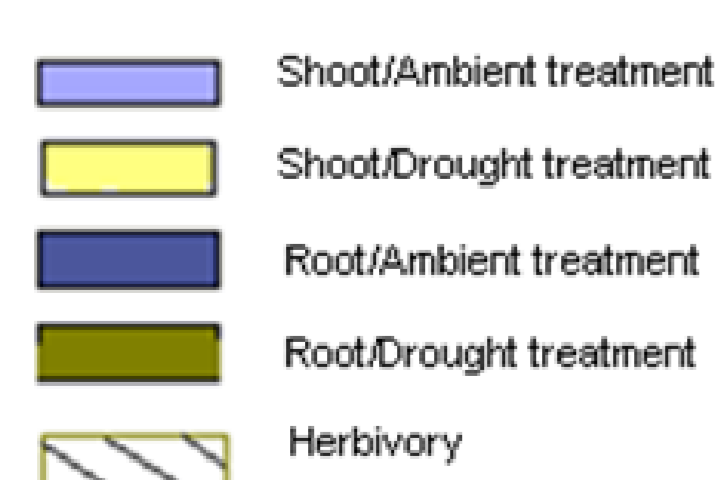 Shoot/Ambient treatment
Shoot/Drought treatment
Root/Ambient treatment
Root/Drought treatment
Herbivory